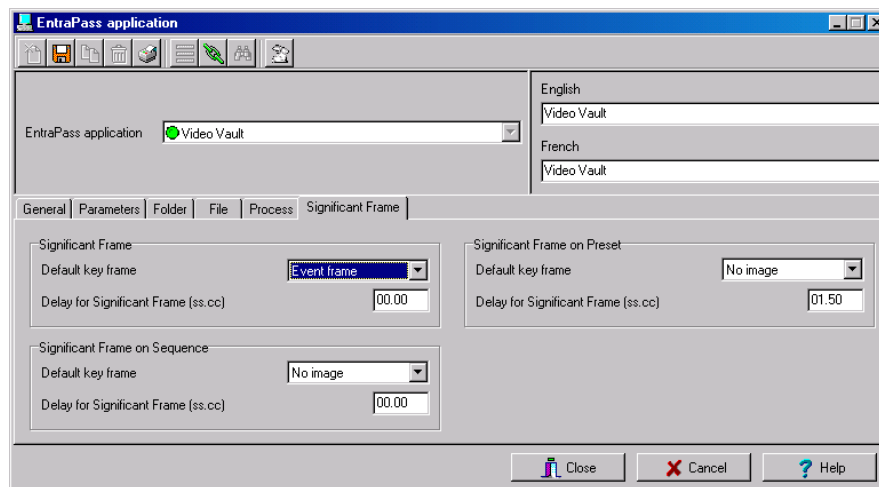 EntraPass application
English
Video Vault
EntraPass application Video Vault
French
Video Vault
General Parameters Folder File Process Significant Frame
Significant Frame
Default key frame Event frame
Delay for Significant Frame (ss.cc) 00.00
Significant Frame on Preset
Default key frame No image
Delay for Significant Frame (ss.cc) 01.50
Significant Frame on Sequence
Default key frame No image
Delay for Significant Frame (ss.cc) 00.00
Close Cancel ? Help